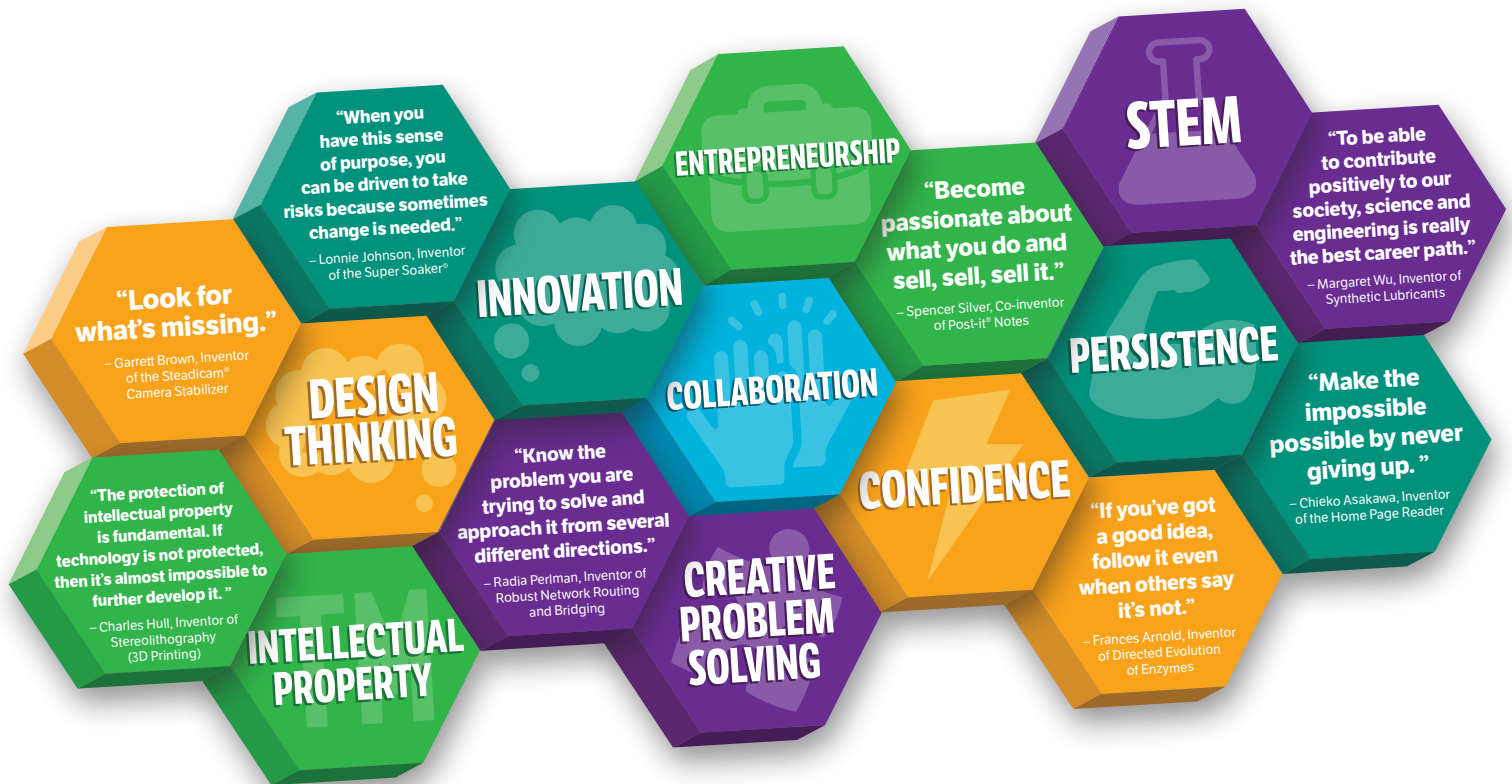 “When you
have this sense
of purpose, you
can be driven to take
risks because sometimes
change is needed.”
– Lonnie Johnson, Inventor
of the Super Soaker®
ENTREPRENEURSHIP
STEM
“To be able
to contribute
positively to our
society, science and
engineering is really
the best career path.”
– Margaret Wu, Inventor of
Synthetic Lubricants
“Look for
what’s missing.”
– Garrett Brown, Inventor
of the Steadicam®
Camera Stabilizer
INNOVATION
“Become
passionate about
what you do and
sell, sell, sell it.”
– Spencer Silver, Co-inventor
of Post-it® Notes
PERSISTENCE
DESIGN
THINKING
COLLABORATION
“Make the
impossible
possible by never
giving up. ”
– Chieko Asakawa, Inventor
of the Home Page Reader
“The protection of
intellectual property
is fundamental. If
technology is not protected,
then it’s almost impossible to
further develop it. ”
– Charles Hull, Inventor of
Stereolithography
(3D Printing)
“Know the
problem you are
trying to solve and
approach it from several
different directions.”
– Radia Perlman, Inventor of
Robust Network Routing
and Bridging
CONFIDENCE
“If you’ve got
a good idea,
follow it even
when others say
it’s not.”
– Frances Arnold, Inventor
of Directed Evolution
of Enzymes
TM
INTELLECTUAL
PROPERTY
CREATIVE
PROBLEM
SOLVING